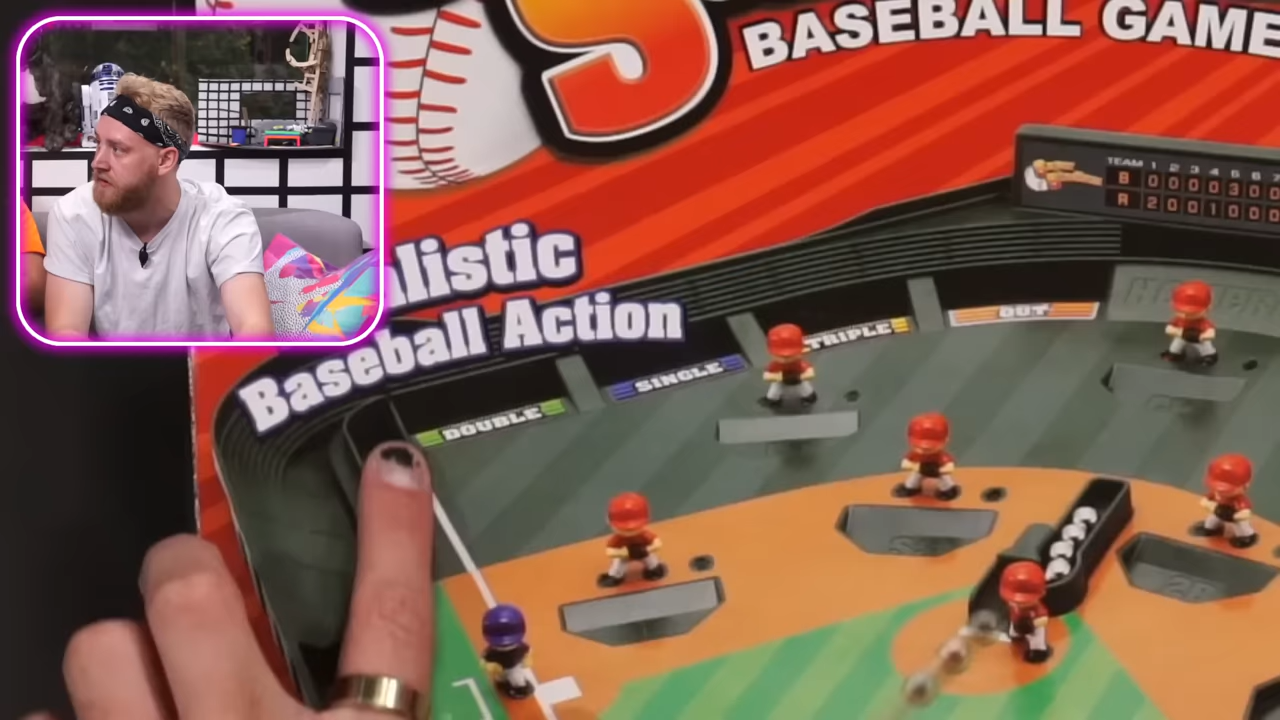 BASEBALL GAME
TEAM 1 2 3 4 5 6 7
B 0 0 0 0 3 0 0
R 2 0 0 1 0 0 0
listic
Baseball Action
DOUBLE
SINGLE
TRIPLE
OUT